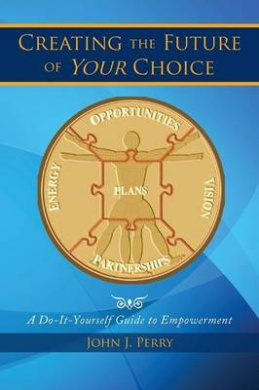 CREATING THE FUTURE
OF YOUR CHOICE
OPPORTUNITIES
ENERGY
PLANS
VISION
PARTNERSHIPS
A Do-It-Yourself Guide to Empowerment
JOHN J. PERRY